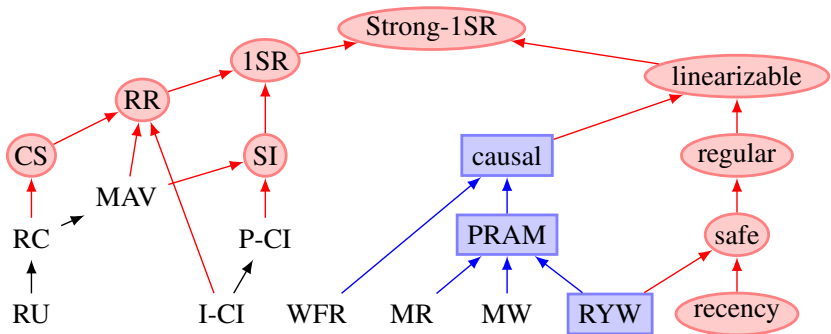 Strong-1SR
1SR
linearizable
RR
CS
SI
causal
regular
MAV
RC
P-CI
PRAM
safe
RU
I-CI
WFR
MR
MW
RYW
recency